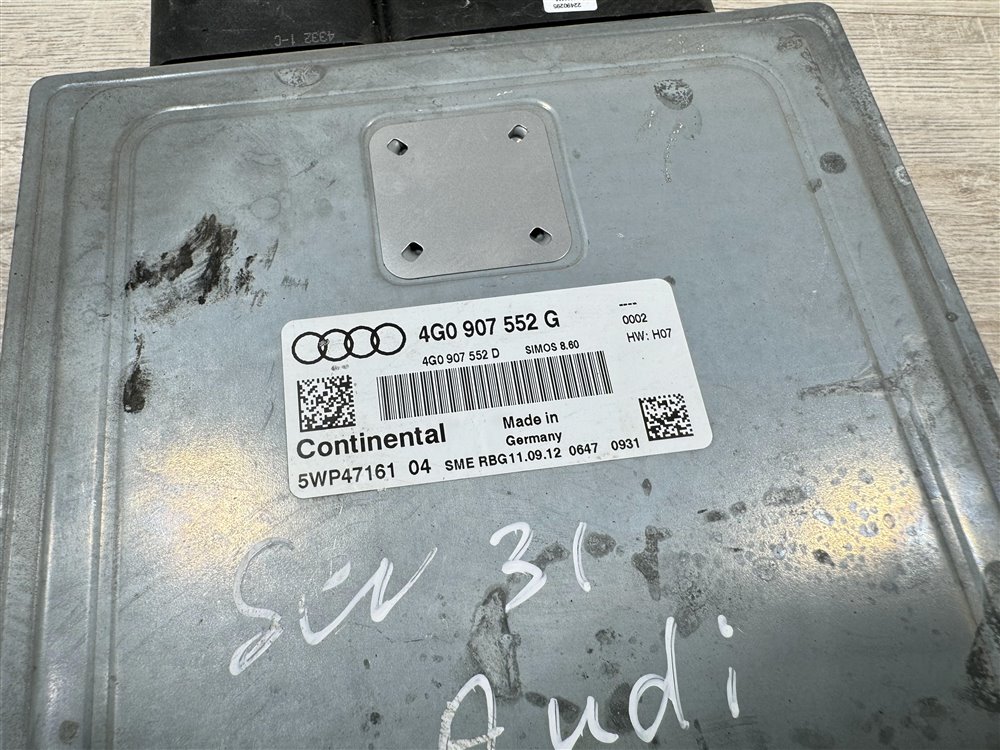 4332 1-C
22490295
4G0 907 552 G
----
0002
4G0 907 552 D SIMOS 8.60
HW: H07
Continental
Made in
Germany
5WP47161 04 SME RBG11.09.12 0647 0931
31
Audi